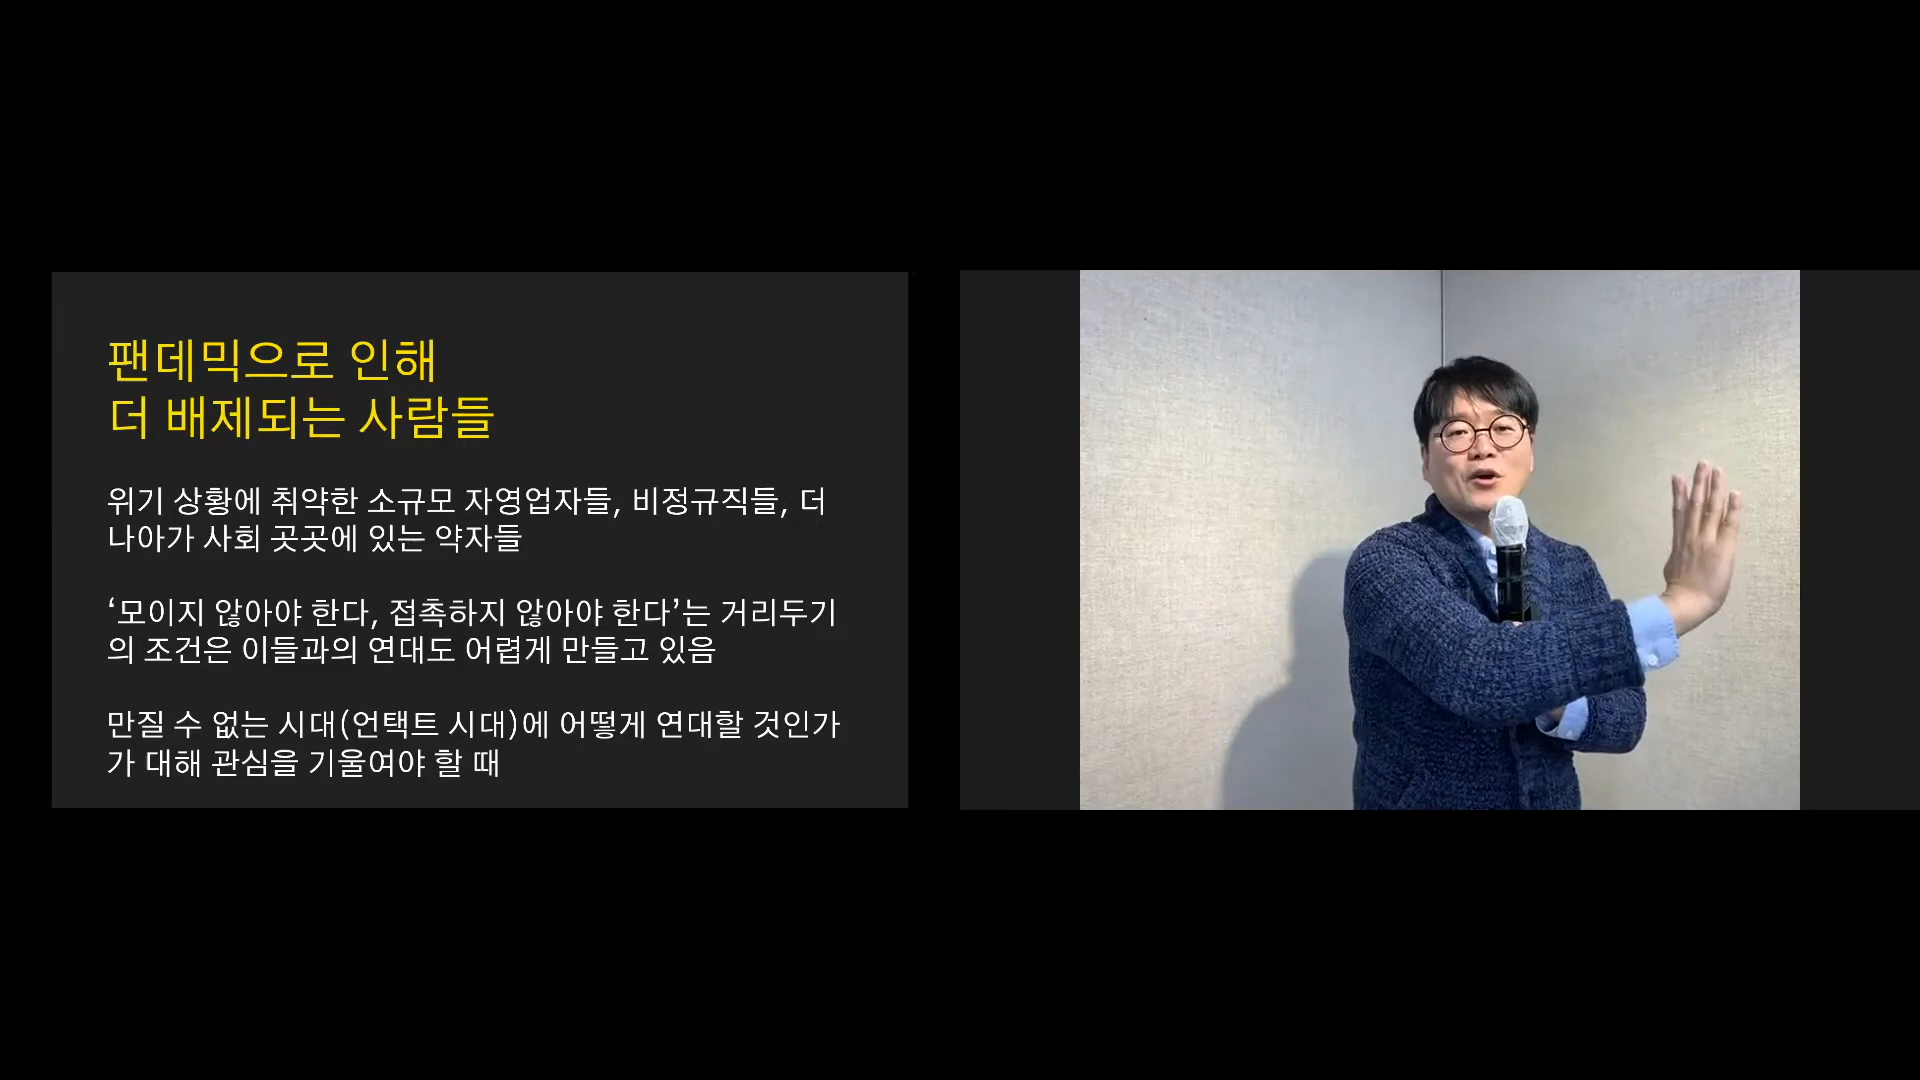 팬데믹으로 인해
더 배제되는 사람들
위기 상황에 취약한 소규모 자영업자들, 비정규직들, 더
나아가 사회 곳곳에 있는 약자들
‘모이지 않아야 한다, 접촉하지 않아야 한다’는 거리두기
의 조건은 이들과의 연대도 어렵게 만들고 있음
만질 수 없는 시대(언택트 시대)에 어떻게 연대할 것인가
가 대해 관심을 기울여야 할 때